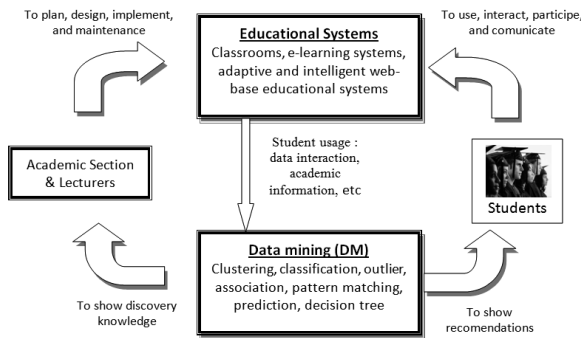 To plan, design, implement,
and maintenance
Educational Systems
Classrooms, e-learning systems,
adaptive and intelligent web-
base educational systems
To use, interact, participe,
and comunicate
Student usage :
data interaction,
academic
information, etc
Academic Section
& Lecturers
Students
Data mining (DM)
Clustering, classification, outlier,
association, pattern matching,
prediction, decision tree
To show discovery
knowledge
To show
recomendations